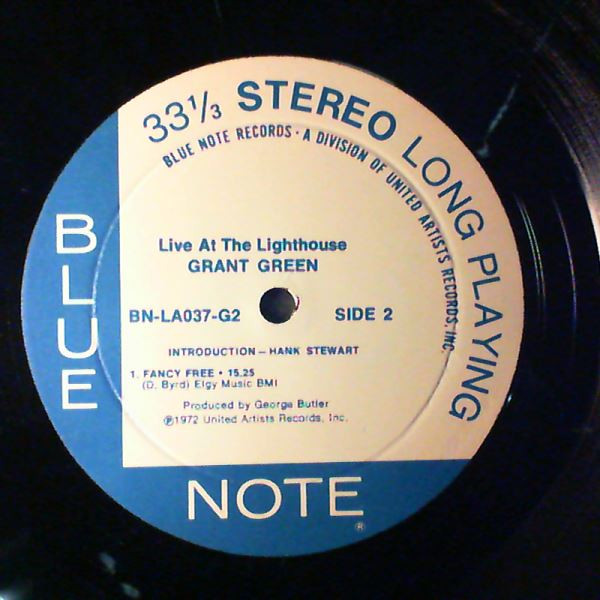 33⅓ STEREO LONG PLAYING
BLUE NOTE RECORDS · A DIVISION OF UNITED ARTISTS RECORDS, INC.
BLUE
Live At The Lighthouse
GRANT GREEN
BN-LA037-G2 SIDE 2
INTRODUCTION — HANK STEWART
1. FANCY FREE • 15.25
(D. Byrd) Elgy Music BMI
Produced by George Butler
℗1972 United Artists Records, Inc.
NOTE®